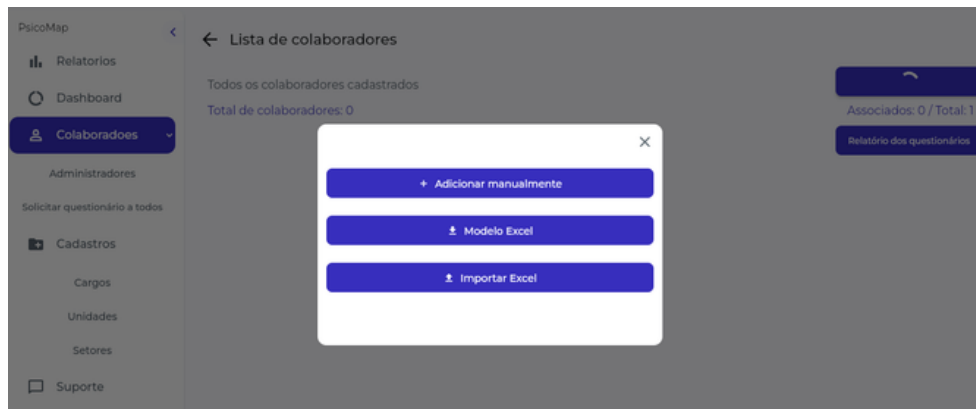 PsicoMap
Relatorios
Dashboard
Colaboradoes
Administradores
Solicitar questionário a todos
Cadastros
Cargos
Unidades
Setores
Suporte
Lista de colaboradores
Todos os colaboradores cadastrados
Total de colaboradores: 0
Associados: 0 / Total: 1
Relatório dos questionários
+ Adicionar manualmente
Modelo Excel
Importar Excel